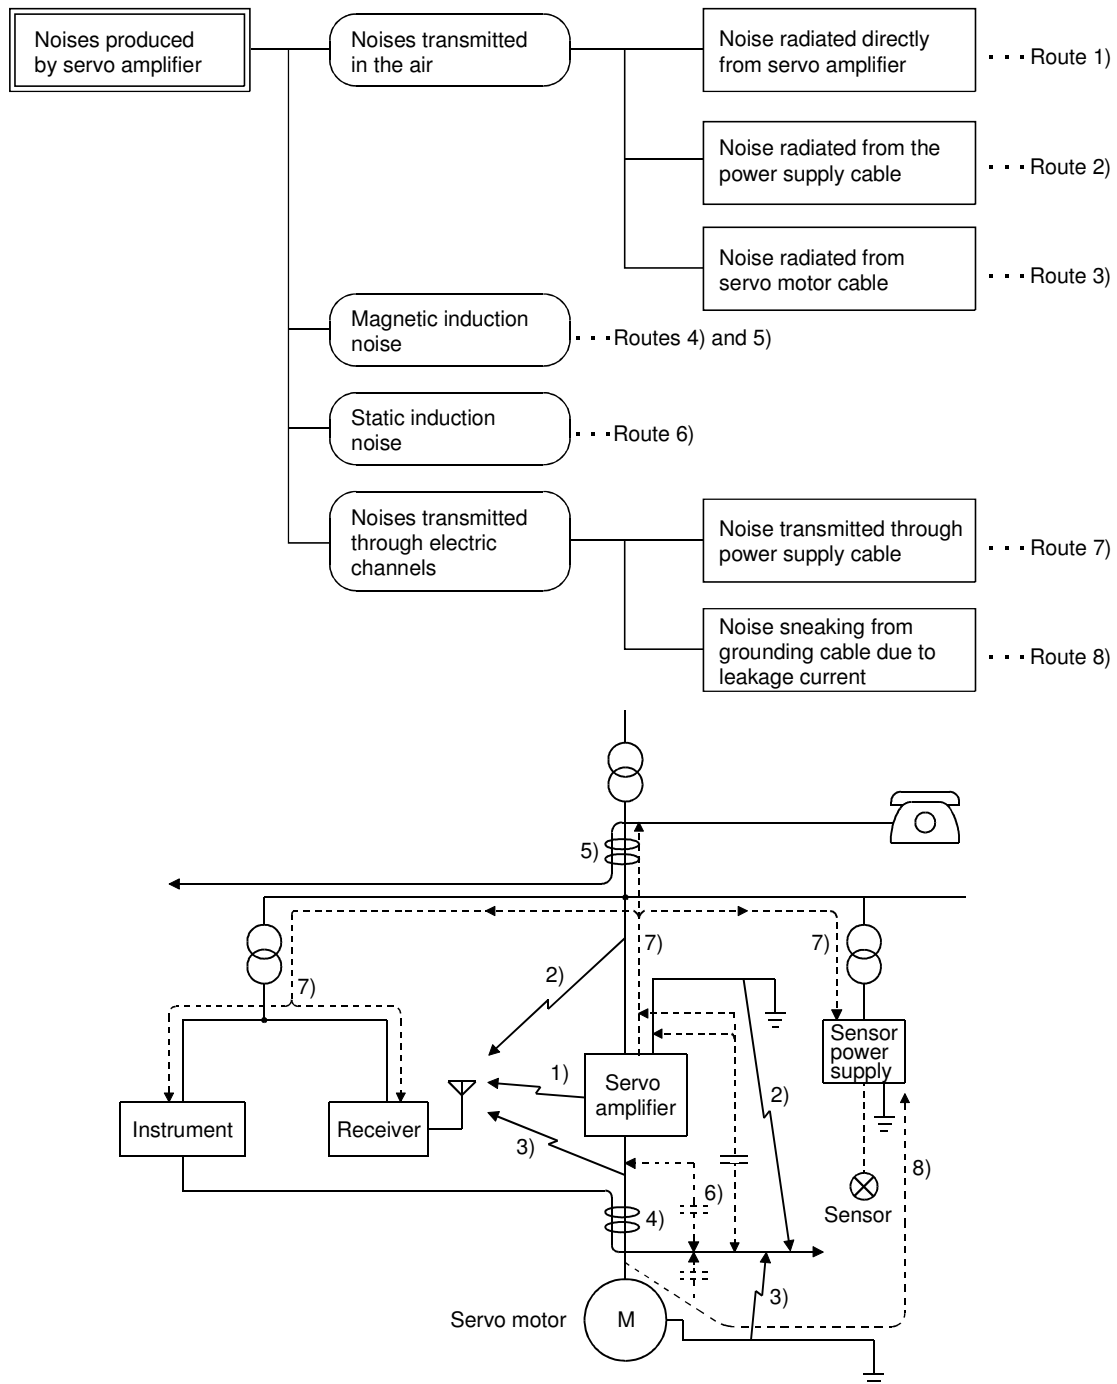 Noises produced
by servo amplifier
Noises transmitted
in the air
Noise radiated directly
from servo amplifier
· · · Route 1)
Noise radiated from the
power supply cable
· · · Route 2)
Noise radiated from
servo motor cable
· · · Route 3)
Magnetic induction
noise
· · · Routes 4) and 5)
Static induction
noise
· · · Route 6)
Noises transmitted
through electric
channels
Noise transmitted through
power supply cable
· · · Route 7)
Noise sneaking from
grounding cable due to
leakage current
· · · Route 8)
5)
7)
7)
2)
7)
Sensor
power
supply
1)
Servo
amplifier
2)
Instrument
Receiver
3)
8)
6)
4)
Sensor
3)
Servo motor
M